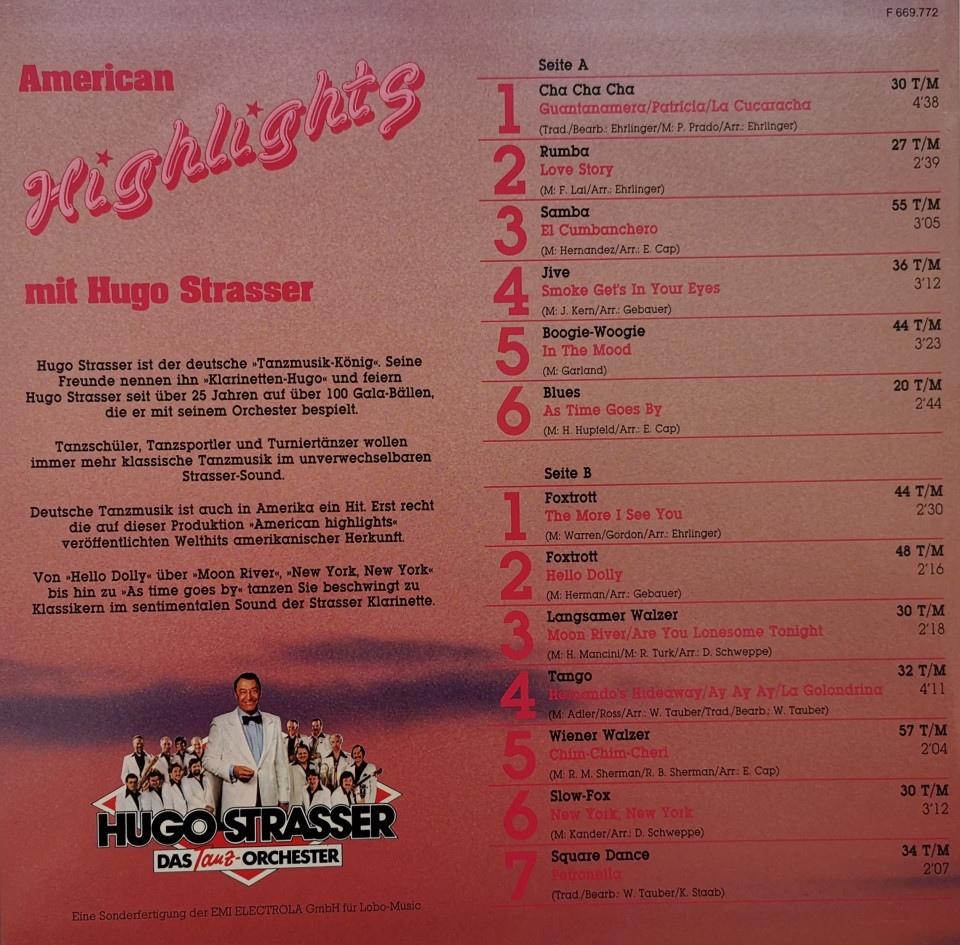 F 669.772
American
Highlights
mit Hugo Strasser
Hugo Strasser ist der deutsche »Tanzmusik-König«. Seine
Freunde nennen ihn »Klarinetten-Hugo« und feiern
Hugo Strasser seit über 25 Jahren auf über 100 Gala-Bällen,
die er mit seinem Orchester bespielt.
Tanzschüler, Tanzsportler und Turniertänzer wollen
immer mehr klassische Tanzmusik im unverwechselbaren
Strasser-Sound.
Deutsche Tanzmusik ist auch in Amerika ein Hit. Erst recht
die auf dieser Produktion »American highlights«
veröffentlichten Welthits amerikanischer Herkunft.
Von »Hello Dolly« über »Moon River«, »New York, New York«
bis hin zu »As time goes by« tanzen Sie beschwingt zu
Klassikern im sentimentalen Sound der Strasser Klarinette.
HUGO STRASSER
DAS Tanz-ORCHESTER
Eine Sonderfertigung der EMI ELECTROLA GmbH für Lobo-Music
Seite A
1 Cha Cha Cha 30 T/M
Guantanamera/Patricia/La Cucaracha 4'38
(Trad./Bearb.: Ehrlinger/M: P. Prado/Arr.: Ehrlinger)
2 Rumba 27 T/M
Love Story 2'39
(M: F. Lai/Arr.: Ehrlinger)
3 Samba 55 T/M
El Cumbanchero 3'05
(M: Hernandez/Arr.: E. Cap)
4 Jive 36 T/M
Smoke Get's In Your Eyes 3'12
(M: J. Kern/Arr.: Gebauer)
5 Boogie-Woogie 44 T/M
In The Mood 3'23
(M: Garland)
6 Blues 20 T/M
As Time Goes By 2'44
(M: H. Hupfeld/Arr.: E. Cap)
Seite B
1 Foxtrott 44 T/M
The More I See You 2'30
(M: Warren/Gordon/Arr.: Ehrlinger)
2 Foxtrott 48 T/M
Hello Dolly 2'16
(M: Herman/Arr.: Gebauer)
3 Langsamer Walzer 30 T/M
Moon River/Are You Lonesome Tonight 2'18
(M: H. Mancini/M: R. Turk/Arr.: D. Schweppe)
4 Tango 32 T/M
Hernando's Hideaway/Ay Ay Ay/La Golondrina 4'11
(M: Adler/Ross/Arr.: W. Tauber/Trad./Bearb.: W. Tauber)
5 Wiener Walzer 57 T/M
Chim-Chim-Cheri 2'04
(M: R. M. Sherman/R. B. Sherman/Arr.: E. Cap)
6 Slow-Fox 30 T/M
New York, New York 3'12
(M: Kander/Arr.: D. Schweppe)
7 Square Dance 34 T/M
Petronella 2'07
(Trad./Bearb.: W. Tauber/K. Staab)